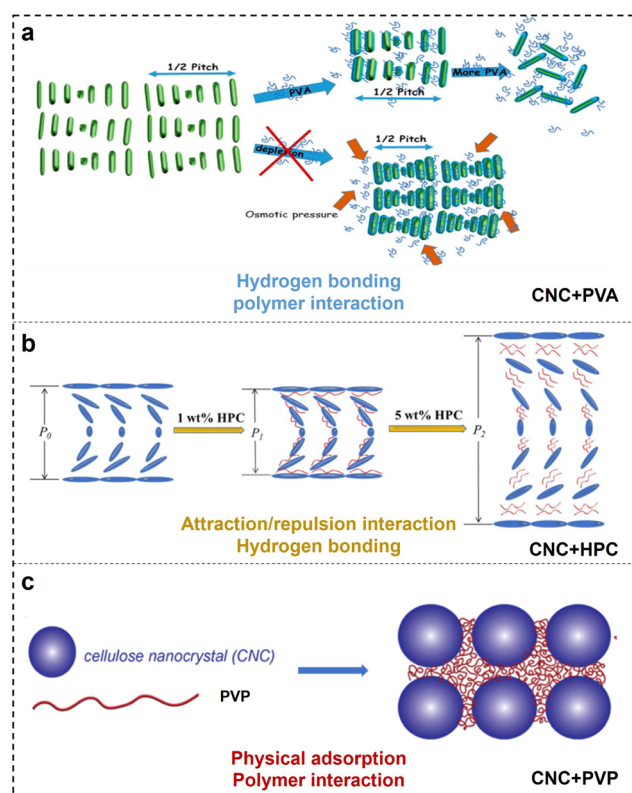 a
1/2 Pitch
PVA
1/2 Pitch
More PVA
depletion
1/2 Pitch
Osmotic pressure
Hydrogen bonding
polymer interaction
CNC+PVA
b
P0
1 wt% HPC
P1
5 wt% HPC
P2
Attraction/repulsion interaction
Hydrogen bonding
CNC+HPC
c
cellulose nanocrystal (CNC)
PVP
Physical adsorption
Polymer interaction
CNC+PVP